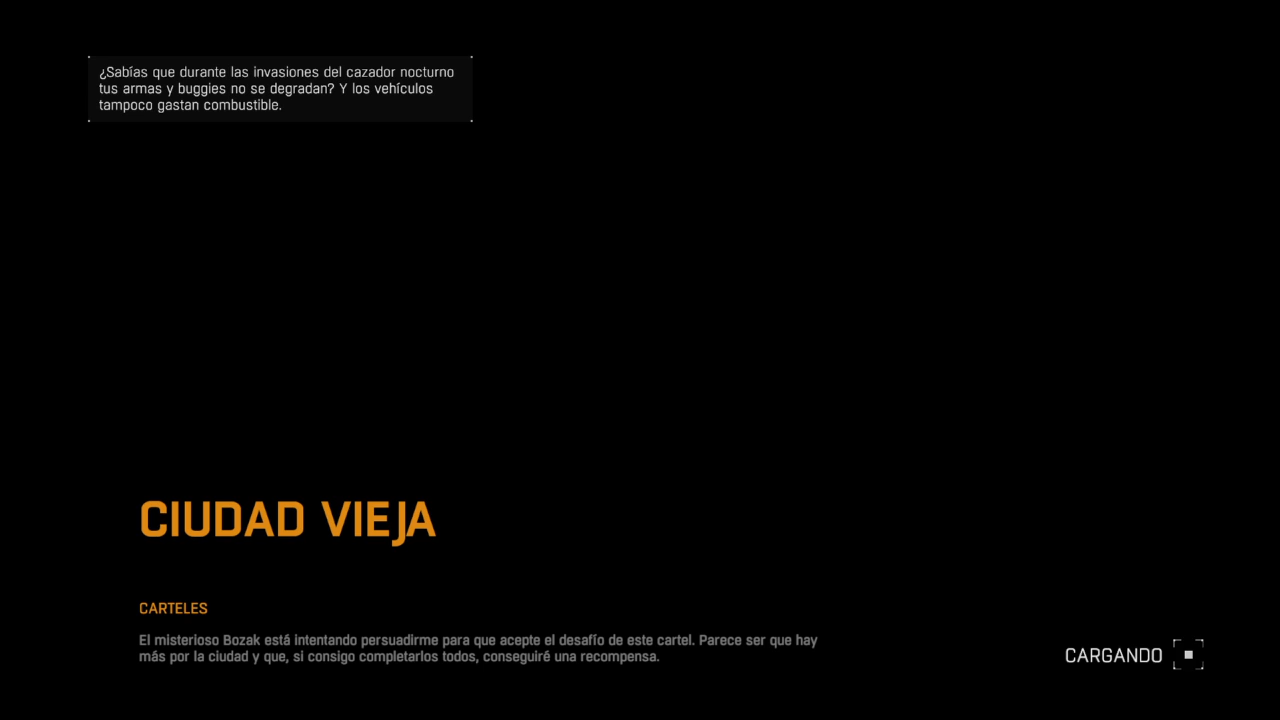 ¿Sabías que durante las invasiones del cazador nocturno
tus armas y buggies no se degradan? Y los vehículos
tampoco gastan combustible.
CIUDAD VIEJA
CARTELES
El misterioso Bozak está intentando persuadirme para que acepte el desafío de este cartel. Parece ser que hay
más por la ciudad y que, si consigo completarlos todos, conseguiré una recompensa.
CARGANDO